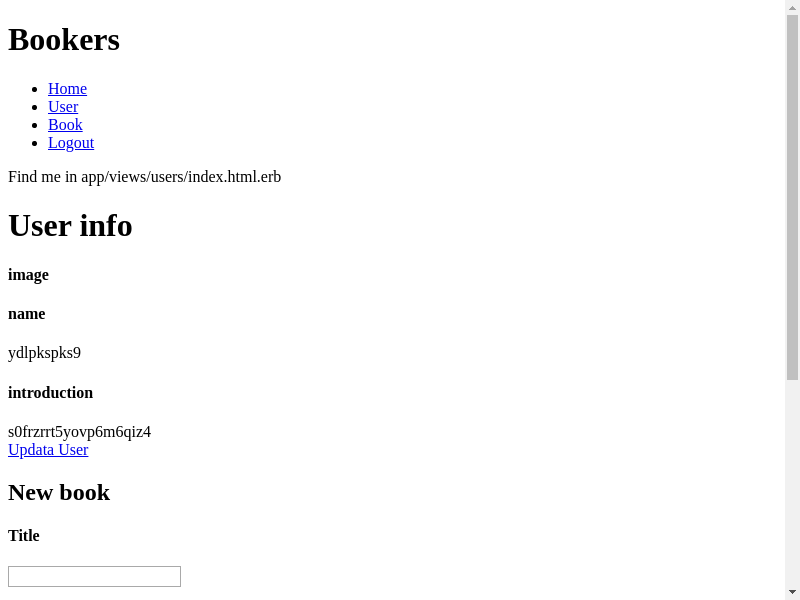 Bookers
Home
User
Book
Logout
Find me in app/views/users/index.html.erb
User info
image
name
ydlpkspks9
introduction
s0frzrrt5yovp6m6qiz4
Updata User
New book
Title